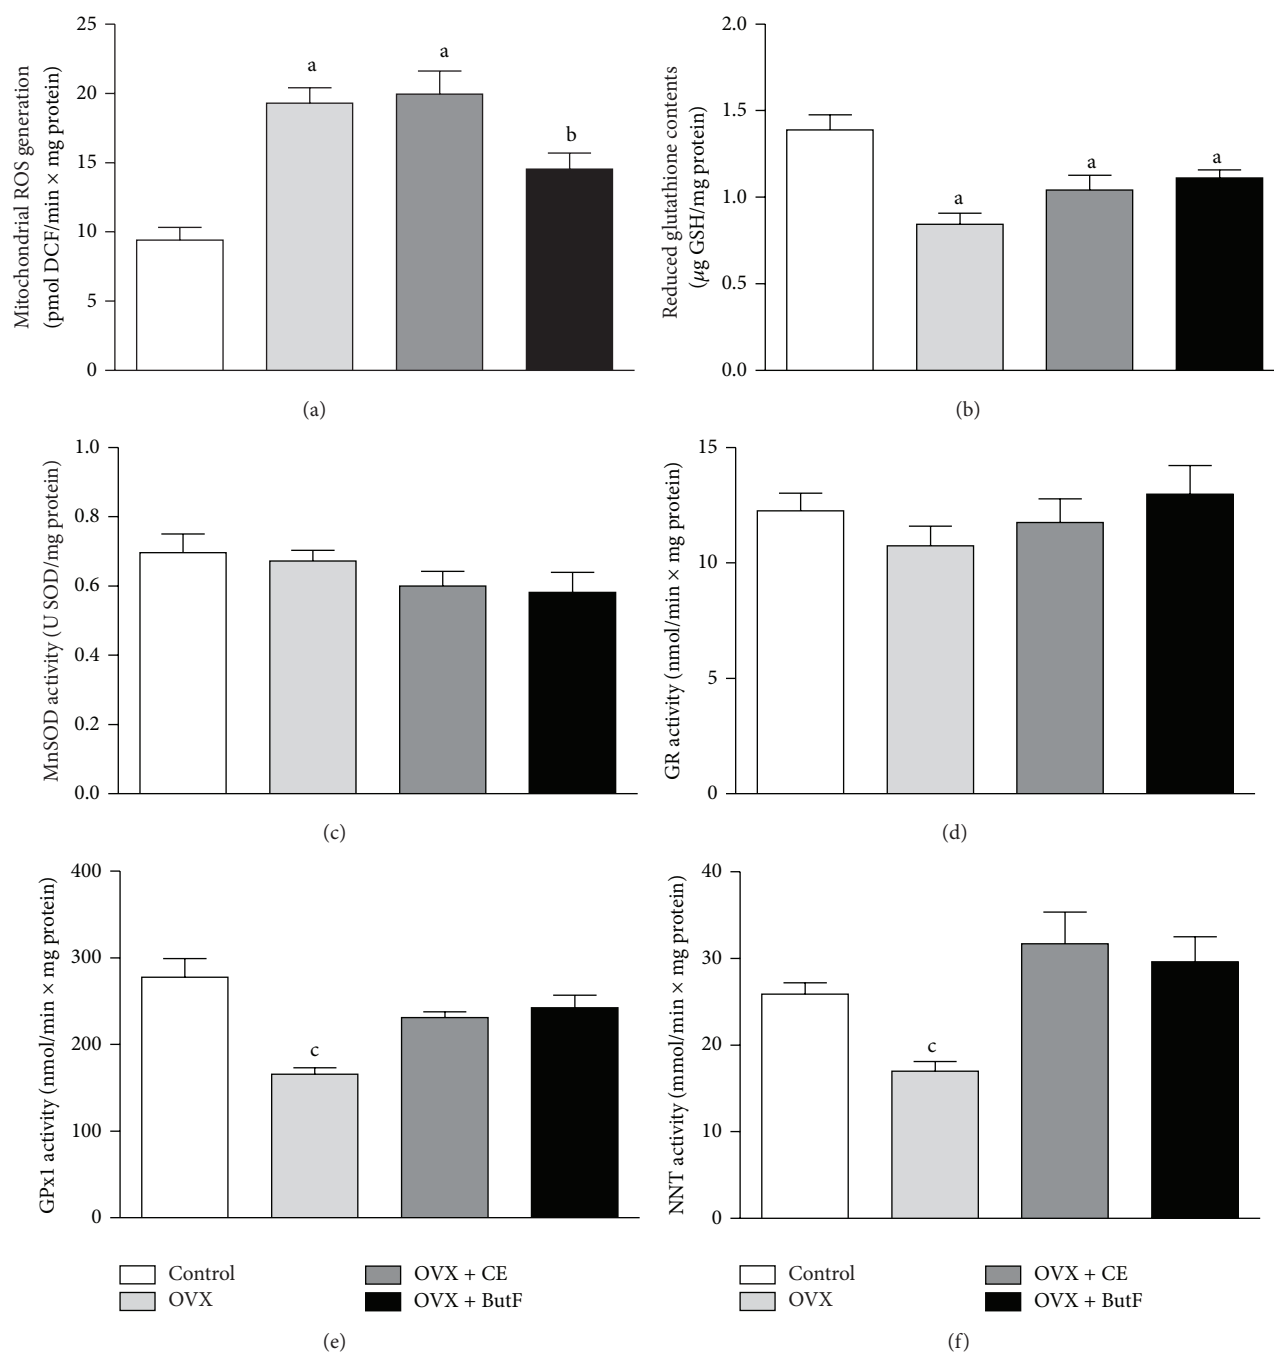 Mitochondrial ROS generation
(pmol DCF/min × mg protein)
25
20
15
10
5
0
a
a
b
(a)
Reduced glutathione contents
(μg GSH/mg protein)
2.0
1.5
1.0
0.5
0.0
a
a
a
(b)
MnSOD activity (U SOD/mg protein)
1.0
0.8
0.6
0.4
0.2
0.0
(c)
GR activity (nmol/min × mg protein)
15
10
5
0
(d)
GPx1 activity (nmol/min × mg protein)
400
300
200
100
0
c
Control
OVX
OVX + CE
OVX + ButF
(e)
NNT activity (mmol/min × mg protein)
40
30
20
10
0
c
Control
OVX
OVX + CE
OVX + ButF
(f)